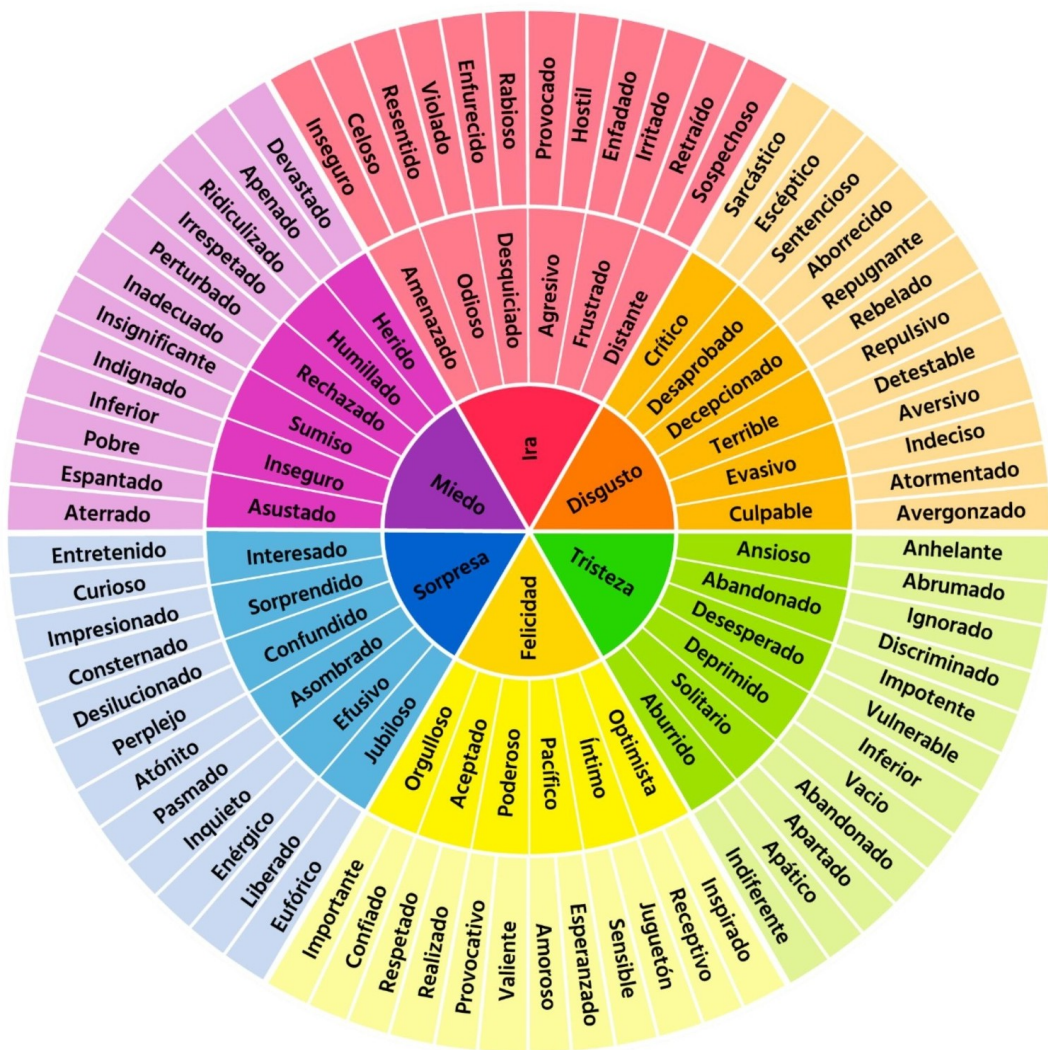 Ira
Disgusto
Tristeza
Felicidad
Sorpresa
Miedo
Amenazado
Odioso
Desquiciado
Agresivo
Frustrado
Distante
Crítico
Desaprobado
Decepcionado
Terrible
Evasivo
Culpable
Ansioso
Abandonado
Desesperado
Deprimido
Solitario
Aburrido
Optimista
Íntimo
Pacífico
Poderoso
Aceptado
Orgulloso
Jubiloso
Efusivo
Asombrado
Confundido
Sorprendido
Interesado
Asustado
Inseguro
Sumiso
Rechazado
Humillado
Herido
Inseguro
Celoso
Resentido
Violado
Enfurecido
Rabioso
Provocado
Hostil
Enfadado
Irritado
Retraído
Sospechoso
Sarcástico
Escéptico
Sentencioso
Aborrecido
Repugnante
Rebelado
Repulsivo
Detestable
Aversivo
Indeciso
Atormentado
Avergonzado
Anhelante
Abrumado
Ignorado
Discriminado
Impotente
Vulnerable
Inferior
Vacio
Abandonado
Apartado
Apático
Indiferente
Inspirado
Receptivo
Juguetón
Sensible
Esperanzado
Amoroso
Valiente
Provocativo
Realizado
Respetado
Confiado
Importante
Eufórico
Liberado
Enérgico
Inquieto
Pasmado
Atónito
Perplejo
Desilucionado
Consternado
Impresionado
Curioso
Entretenido
Aterrado
Espantado
Pobre
Inferior
Indignado
Insignificante
Inadecuado
Perturbado
Irrespetado
Ridiculizado
Apenado
Devastado